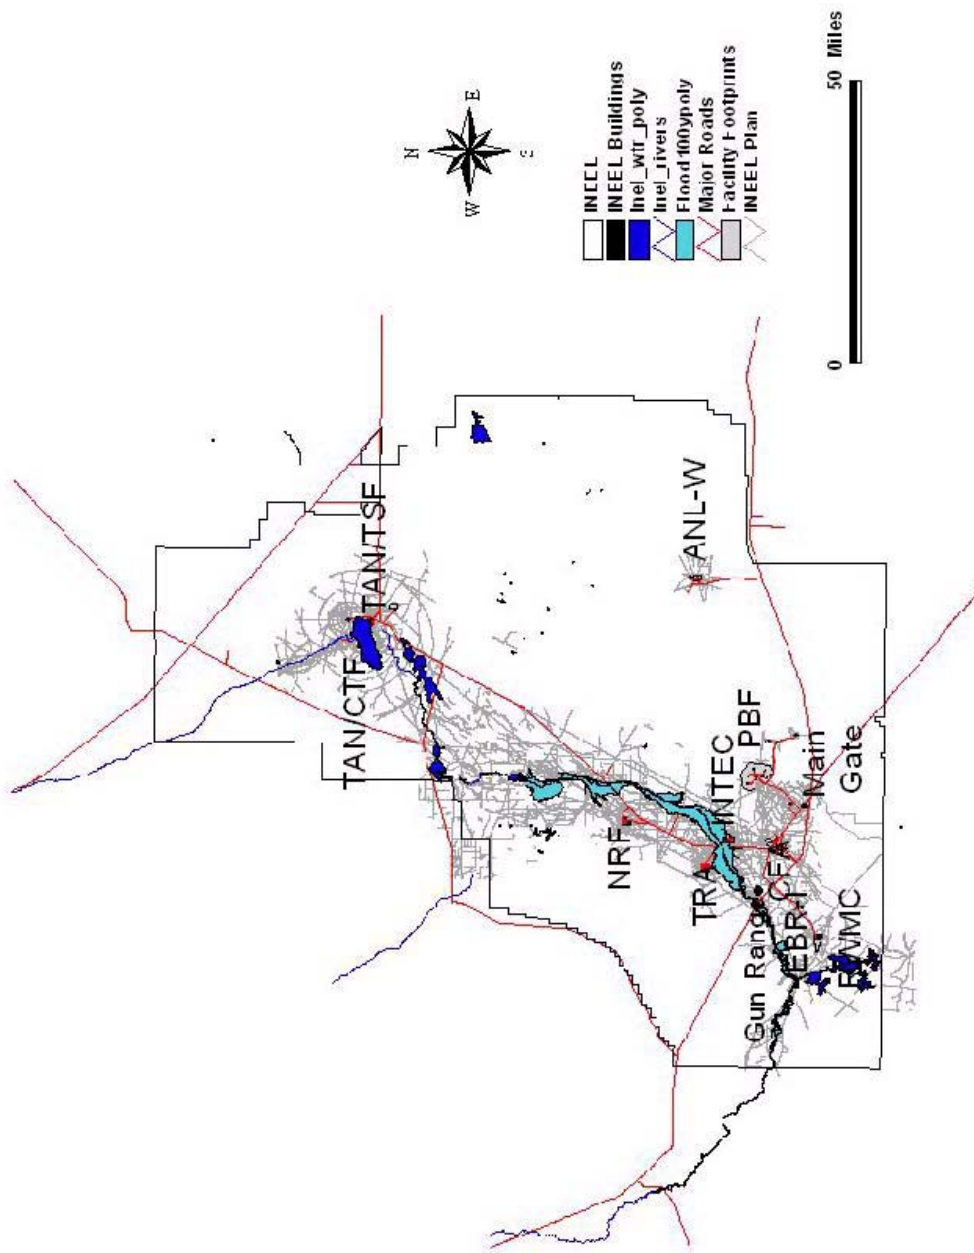 N
W
E
S
INEEL
INEEL Buildings
Inel_wtr_poly
Inel_rivers
Flood100ypoly
Major Roads
Facility Footprints
INEEL Plan
0
50 Miles
TAN/CTF
TAN/TSF
NRF
TRA
INTEC
PBF
ANL-W
CFA
Main
Gate
Gun Rang
EBR-I
RWMC